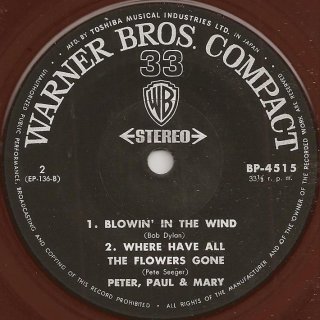 MFD. BY TOSHIBA MUSICAL INDUSTRIES LTD. IN JAPAN
WARNER BROS. COMPACT
33
WB
STEREO
2
(EP-136-B)
BP-4515
33⅓ r. p. m.
1. BLOWIN' IN THE WIND
(Bob Dylan)
2. WHERE HAVE ALL
THE FLOWERS GONE
(Pete Seeger)
PETER, PAUL & MARY
UNAUTHORIZED PUBLIC PERFORMANCE, BROADCASTING AND COPYING OF THIS RECORD PROHIBITED • ALL RIGHTS OF THE MANUFACTURER AND OF THE OWNER OF THE RECORDED WORK ARE RESERVED